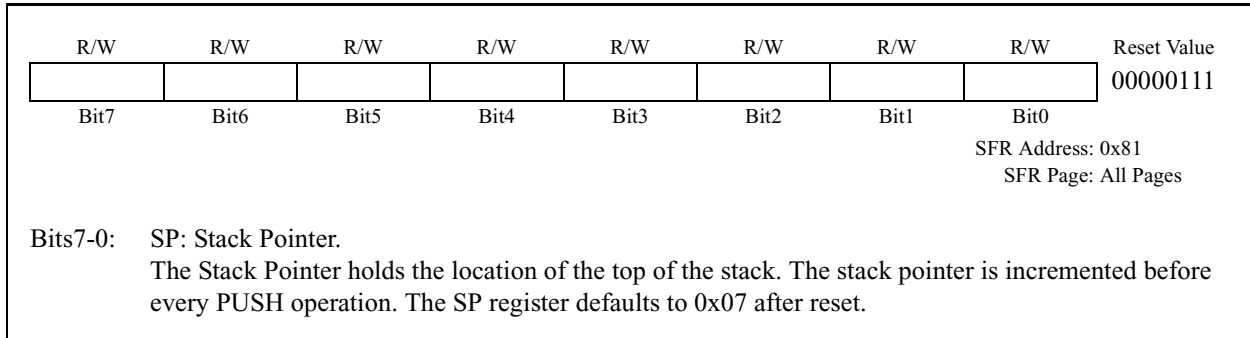 R/W R/W R/W R/W R/W R/W R/W R/W Reset Value
00000111
Bit7 Bit6 Bit5 Bit4 Bit3 Bit2 Bit1 Bit0
SFR Address: 0x81
SFR Page: All Pages
Bits7-0: SP: Stack Pointer.
The Stack Pointer holds the location of the top of the stack. The stack pointer is incremented before
every PUSH operation. The SP register defaults to 0x07 after reset.